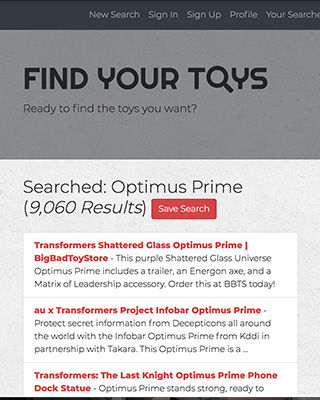 New Search Sign In Sign Up Profile Your Searche
FIND YOUR TOYS
Ready to find the toys you want?
Searched: Optimus Prime
(9,060 Results) Save Search
Transformers Shattered Glass Optimus Prime |
BigBadToyStore - This purple Shattered Glass Universe
Optimus Prime includes a trailer, an Energon axe, and a
Matrix of Leadership accessory. Order this at BBTS today!
au x Transformers Project Infobar Optimus Prime -
Protect secret information from Decepticons all around
the world with the Infobar Optimus Prime from Kddi in
partnership with Takara. This Optimus Prime is a ...
Transformers: The Last Knight Optimus Prime Phone
Dock Statue - Optimus Prime stands strong, ready to